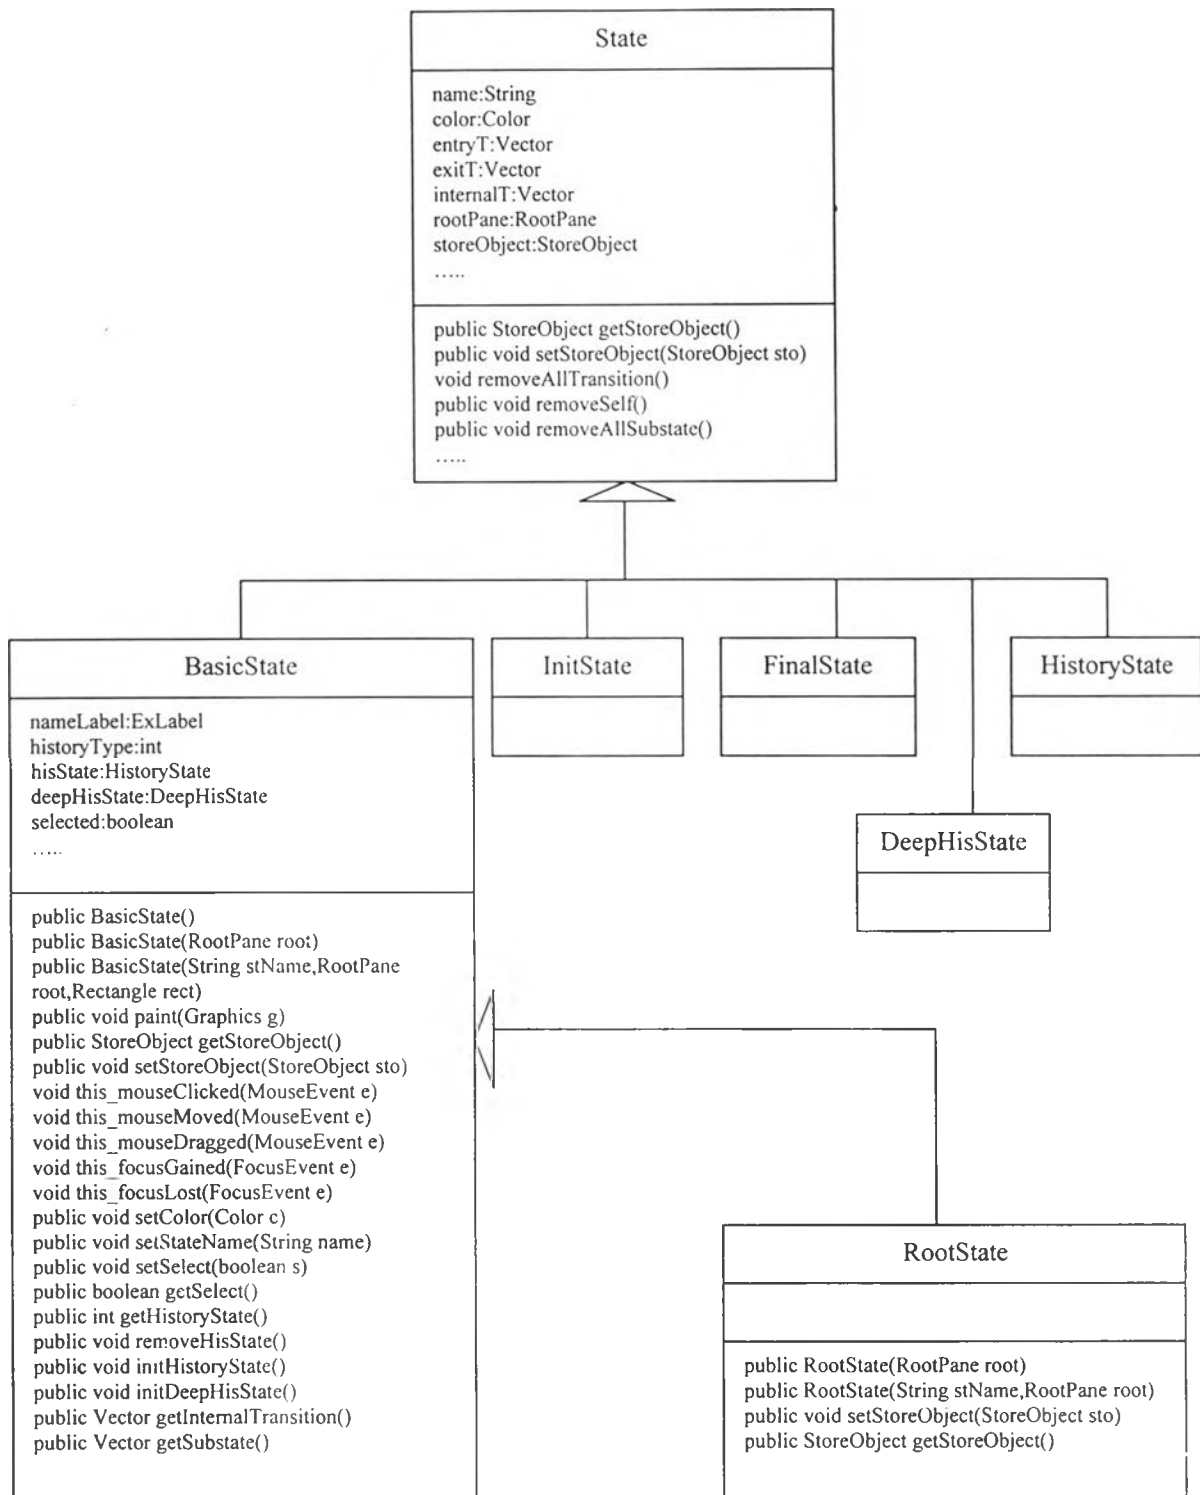 State
name:String
color:Color
entryT:Vector
exitT:Vector
internalT:Vector
rootPane:RootPane
storeObject:StoreObject
.....
public StoreObject getStoreObject()
public void setStoreObject(StoreObject sto)
void removeAllTransition()
public void removeSelf()
public void removeAllSubstate()
.....
BasicState
nameLabel:ExLabel
historyType:int
hisState:HistoryState
deepHisState:DeepHisState
selected:boolean
.....
public BasicState()
public BasicState(RootPane root)
public BasicState(String stName,RootPane
root,Rectangle rect)
public void paint(Graphics g)
public StoreObject getStoreObject()
public void setStoreObject(StoreObject sto)
void this_mouseClicked(MouseEvent e)
void this_mouseMoved(MouseEvent e)
void this_mouseDragged(MouseEvent e)
void this_focusGained(FocusEvent e)
void this_focusLost(FocusEvent e)
public void setColor(Color c)
public void setStateName(String name)
public void setSelect(boolean s)
public boolean getSelect()
public int getHistoryState()
public void removeHisState()
public void initHistoryState()
public void initDeepHisState()
public Vector getInternalTransition()
public Vector getSubstate()
InitState
FinalState
HistoryState
DeepHisState
RootState
public RootState(RootPane root)
public RootState(String stName,RootPane root)
public void setStoreObject(StoreObject sto)
public StoreObject getStoreObject()